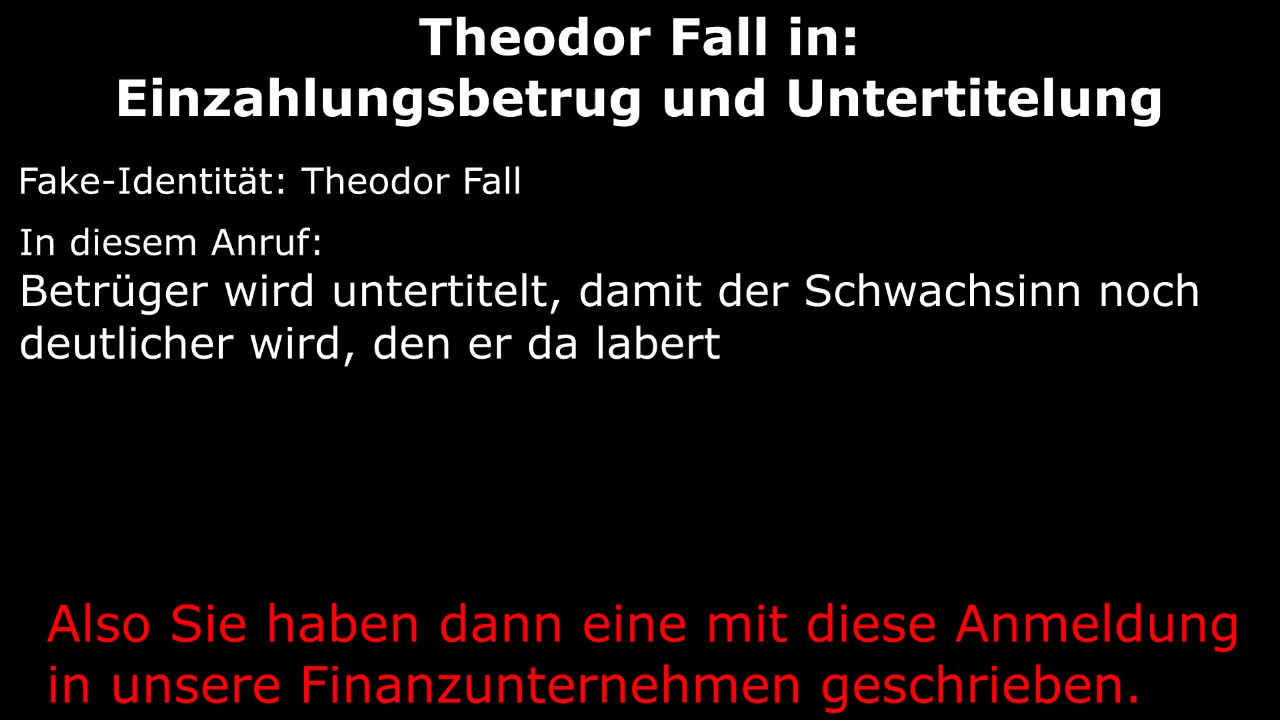 Theodor Fall in:
Einzahlungsbetrug und Untertitelung
Fake-Identität: Theodor Fall
In diesem Anruf:
Betrüger wird untertitelt, damit der Schwachsinn noch
deutlicher wird, den er da labert
Also Sie haben dann eine mit diese Anmeldung
in unsere Finanzunternehmen geschrieben.